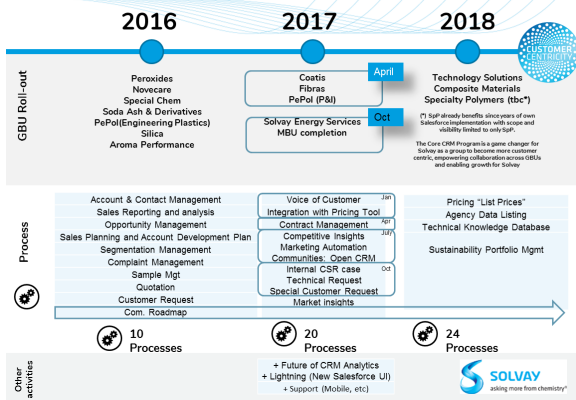 2016
2017
2018
CUSTOMER
CENTRICITY
GBU Roll-out
Peroxides
Novecare
Special Chem
Soda Ash & Derivatives
PePol(Engineering Plastics)
Silica
Aroma Performance
April
Coatis
Fibras
PePol (P&I)
Oct
Solvay Energy Services
MBU completion
Technology Solutions
Composite Materials
Specialty Polymers (tbc*)
(*) SpP already benefits since years of own
Salesforce implementation with scope and
visibility limited to only SpP.
The Core CRM Program is a game changer for
Solvay as a group to become more customer
centric, empowering collaboration across GBUs
and enabling growth for Solvay
Process
Account & Contact Management
Sales Reporting and analysis
Opportunity Management
Sales Planning and Account Development Plan
Segmentation Management
Complaint Management
Sample Mgt
Quotation
Customer Request
Com. Roadmap
Voice of Customer
Jan
Integration with Pricing Tool
Contract Management
Apr
Competitive Insights
July
Marketing Automation
Communities: Open CRM
Internal CSR case
Oct
Technical Request
Special Customer Request
Market insights
Pricing "List Prices"
Agency Data Listing
Technical Knowledge Database
Sustainability Portfolio Mgmt
10
Processes
20
Processes
24
Processes
Other
activities
+ Future of CRM Analytics
+ Lightning (New Salesforce UI)
+ Support (Mobile, etc)
SOLVAY
asking more from chemistry®